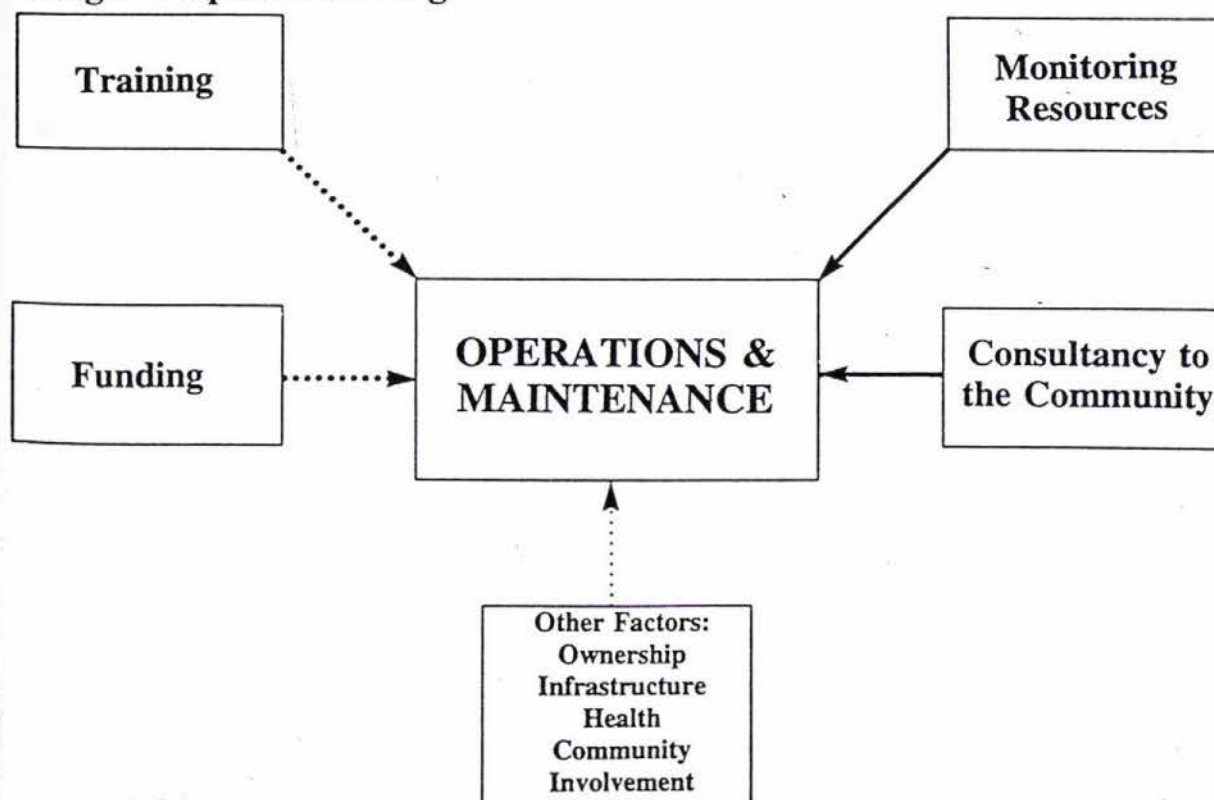 Training
Monitoring
Resources
Funding
OPERATIONS &
MAINTENANCE
Consultancy to
the Community
Other Factors:
Ownership
Infrastructure
Health
Community
Involvement